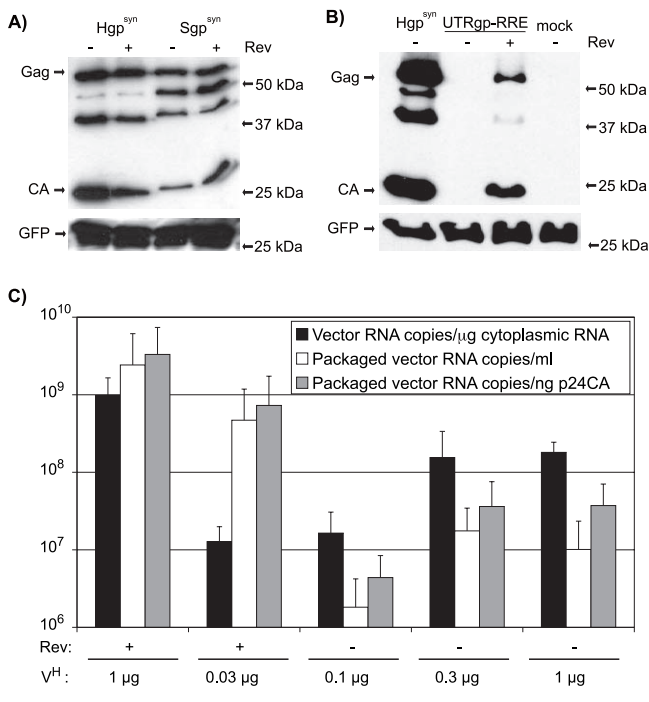 A)
Hgp syn Sgp syn
- + - + Rev
Gag
50 kDa
37 kDa
CA
25 kDa
GFP
25 kDa
B)
Hgp syn UTRgp-RRE mock
- - + - Rev
Gag
50 kDa
37 kDa
CA
25 kDa
GFP
25 kDa
C)
10^10
10^9
10^8
10^7
10^6
Vector RNA copies/µg cytoplasmic RNA
Packaged vector RNA copies/ml
Packaged vector RNA copies/ng p24CA
Rev: + + - - -
V^H : 1 µg 0.03 µg 0.1 µg 0.3 µg 1 µg